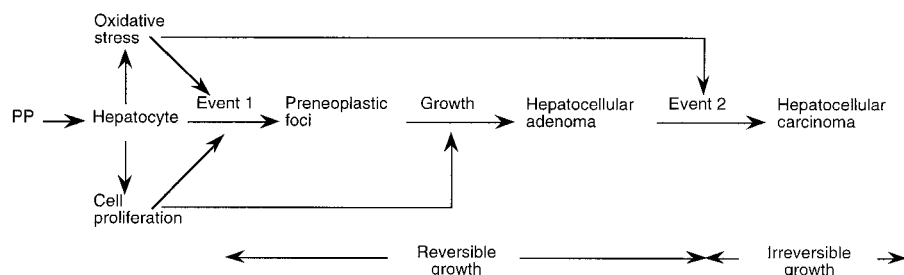 Oxidative
stress
PP
Hepatocyte
Event 1
Preneoplastic
foci
Growth
Hepatocellular
adenoma
Event 2
Hepatocellular
carcinoma
Cell
proliferation
Reversible
growth
Irreversible
growth